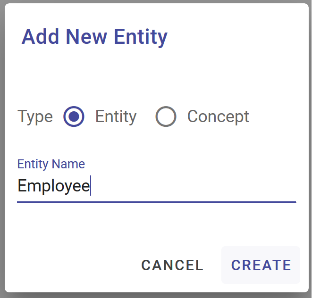 Add New Entity
Type Entity Concept
Entity Name
Employee
CANCEL CREATE